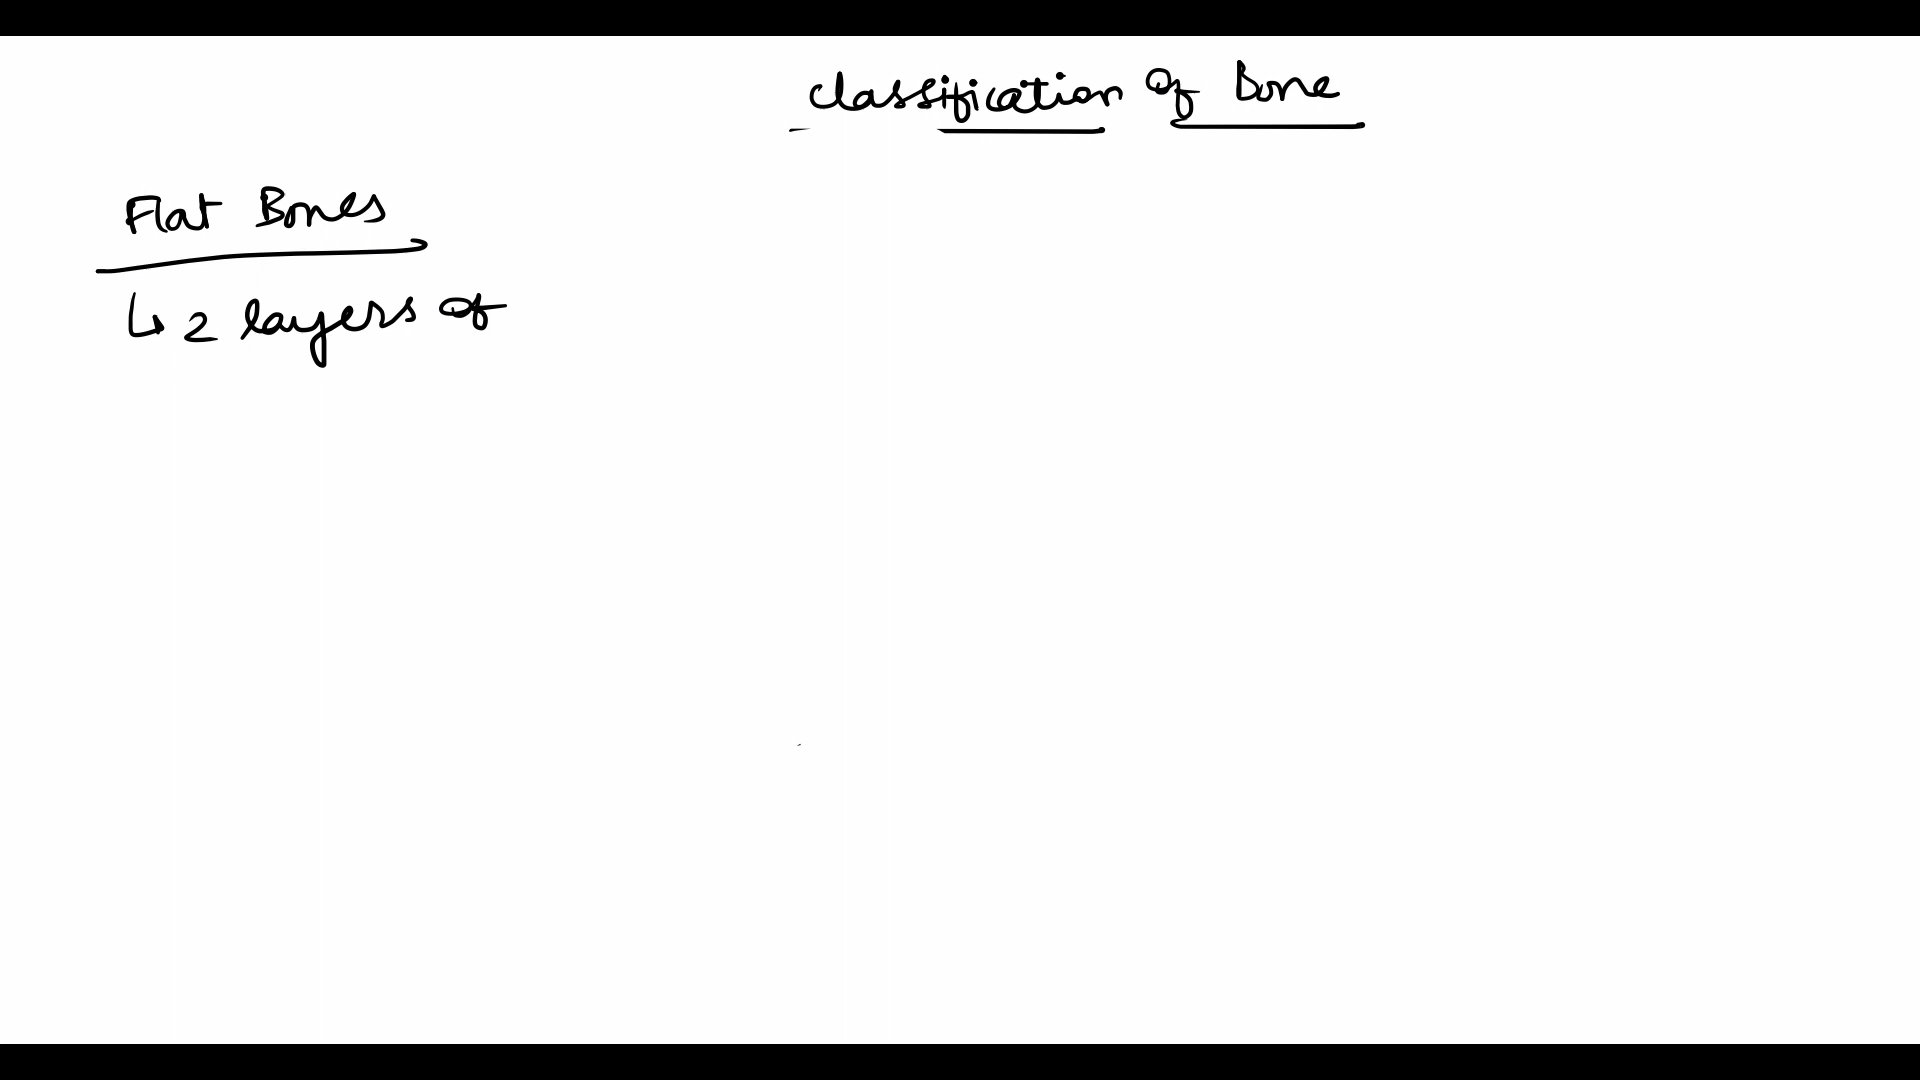 Classification of Bone
Flat Bones
↳ 2 layers of